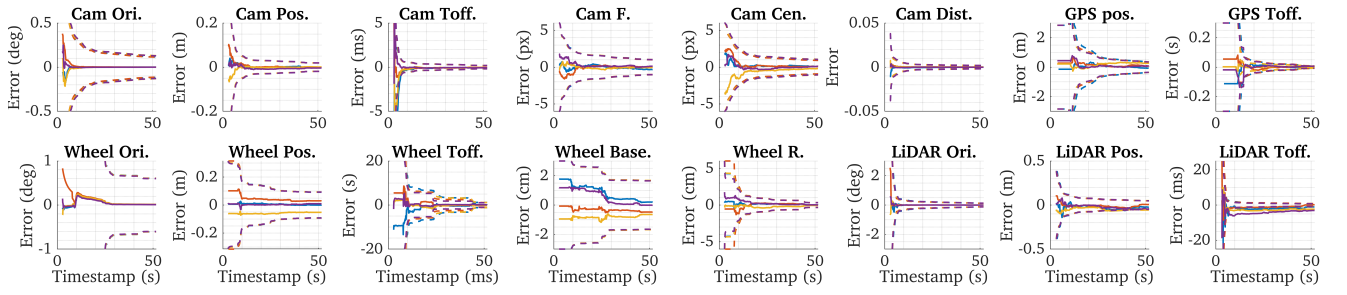 Cam Ori. Cam Pos. Cam Toff. Cam F. Cam Cen. Cam Dist. GPS pos. GPS Toff.
Error (deg) 0.5 0 -0.5 0 50
Error (m) 0.2 0 -0.2 0 50
Error (ms) 5 0 -5 0 50
Error (px) 5 0 -5 0 50
Error (px) 5 0 -5 0 50
Error 0.05 0 -0.05 0 50
Error (m) 2 0 -2 0 50
Error (s) 0.2 0 -0.2 0 50
Wheel Ori. Wheel Pos. Wheel Toff. Wheel Base. Wheel R. LiDAR Ori. LiDAR Pos. LiDAR Toff.
Error (deg) 1 0 -1 0 50
Error (m) 0.2 0 -0.2 0 50
Error (s) 20 0 -20 0 50
Error (cm) 2 0 -2 0 50
Error (cm) 5 0 -5 0 50
Error (deg) 2 0 -2 0 50
Error (m) 0.5 0 -0.5 0 50
Error (ms) 20 0 -20 0 50
Timestamp (s) Timestamp (s) Timestamp (ms) Timestamp (s) Timestamp (s) Timestamp (s) Timestamp (s) Timestamp (s)